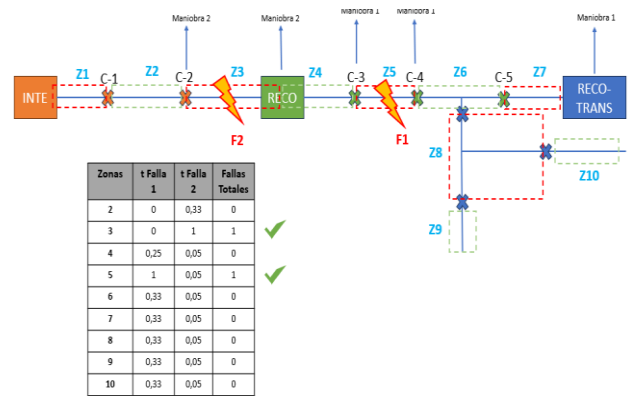 Maniobra 2
Maniobra 2
Maniobra 1
Maniobra 1
Maniobra 1
Z1
C-1
Z2
C-2
Z3
Z4
C-3
Z5
C-4
Z6
C-5
Z7
INTE
RECO
RECO-
TRANS
F2
F1
Z8
Z10
Z9
Zonas t Falla 1 t Falla 2 Fallas Totales
2 0 0,33 0
3 0 1 1
4 0,25 0,05 0
5 1 0,05 1
6 0,33 0,05 0
7 0,33 0,05 0
8 0,33 0,05 0
9 0,33 0,05 0
10 0,33 0,05 0